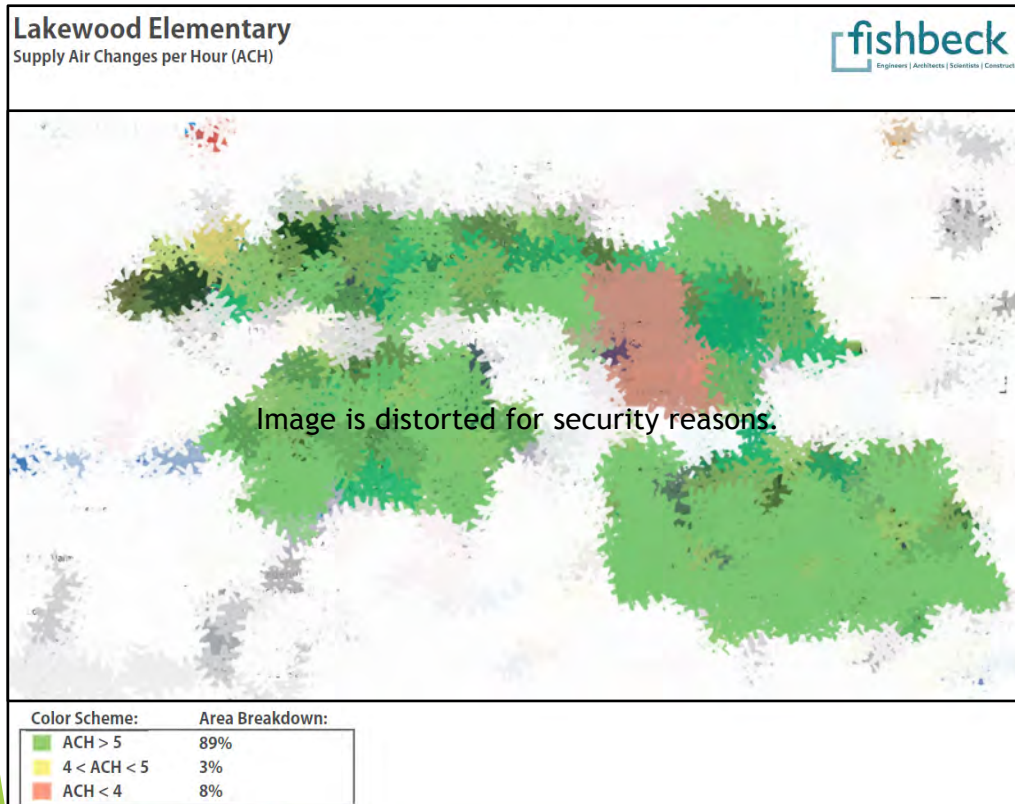 Lakewood Elementary
Supply Air Changes per Hour (ACH)
fishbeck
Engineers | Architects | Scientists | Constructors
Image is distorted for security reasons.
Color Scheme: Area Breakdown:
ACH > 5 89%
4 < ACH < 5 3%
ACH < 4 8%